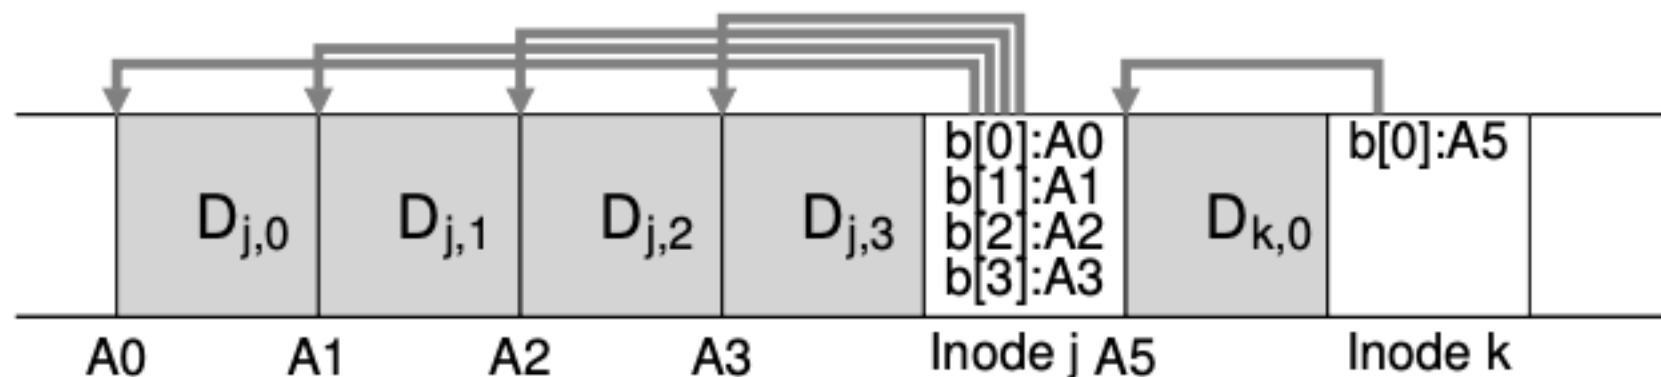 b[0]:A0
b[1]:A1
b[2]:A2
b[3]:A3
b[0]:A5
Dj,0 Dj,1 Dj,2 Dj,3 Dk,0
A0 A1 A2 A3 Inode j A5 Inode k